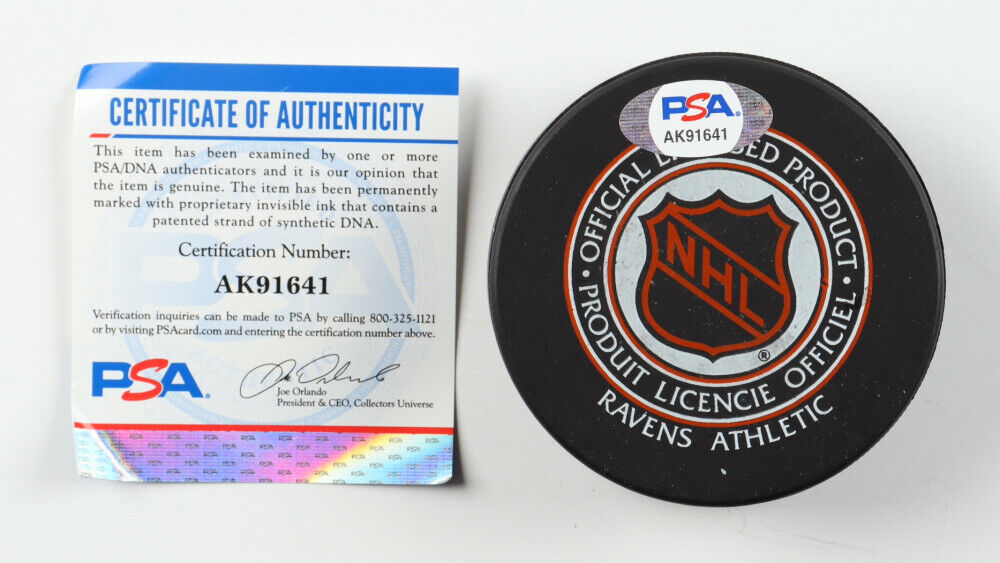 CERTIFICATE OF AUTHENTICITY
This item has been examined by one or more
PSA/DNA authenticators and it is our opinion that
the item is genuine. The item has been permanently
marked with proprietary invisible ink that contains a
patented strand of synthetic DNA.
Certification Number:
AK91641
Verification inquiries can be made to PSA by calling 800-325-1121
or by visiting PSAcard.com and entering the certification number above.
PSA
Joe Orlando
President & CEO, Collectors Universe
PSA
AK91641
OFFICIAL PRODUCT
NHL
®
• PRODUIT LICENCIE OFFICIEL •
RAVENS ATHLETIC